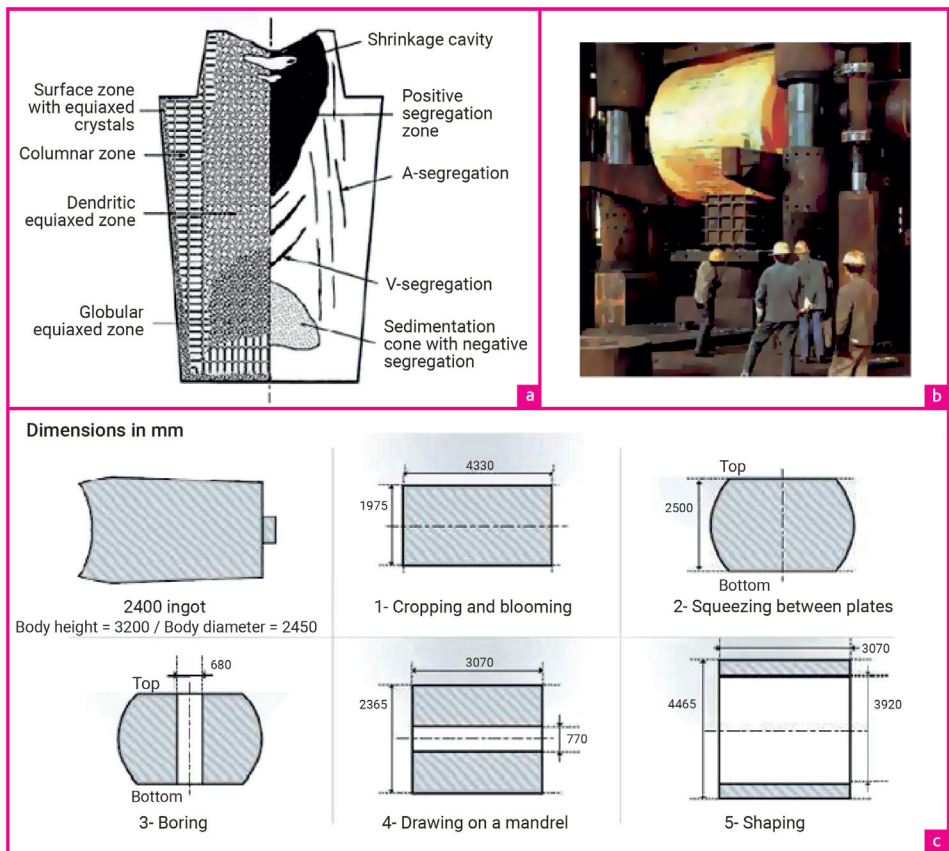 Shrinkage cavity
Surface zone
with equiaxed
crystals
Positive
segregation
zone
Columnar zone
A-segregation
Dendritic
equiaxed zone
V-segregation
Globular
equiaxed zone
Sedimentation
cone with negative
segregation
a
b
Dimensions in mm
2400 ingot
Body height = 3200 / Body diameter = 2450
4330
1975
1- Cropping and blooming
Top
2500
Bottom
2- Squeezing between plates
680
Top
Bottom
3- Boring
3070
2365
770
4- Drawing on a mandrel
3070
4465
3920
5- Shaping
c